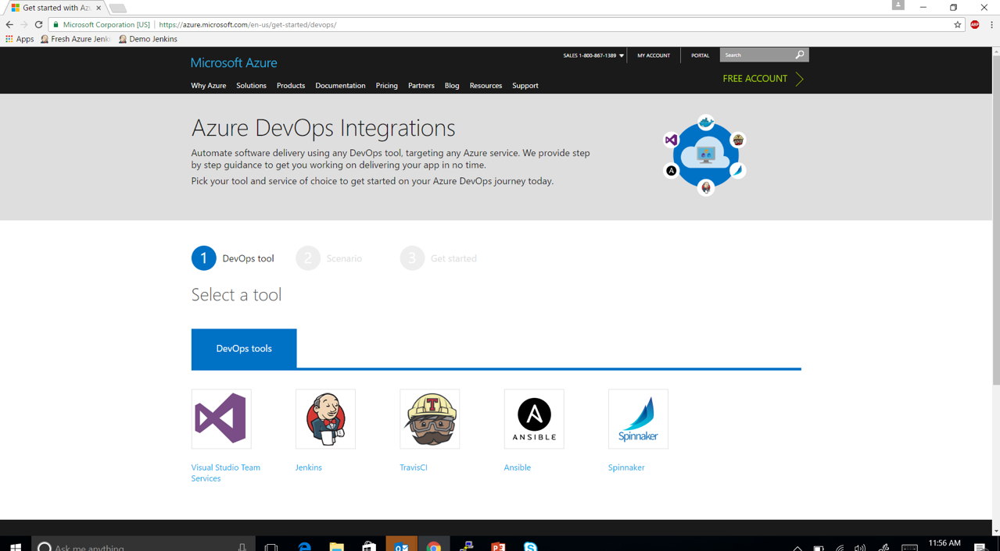 Get started with Az
Microsoft Corporation [US]
https://azure.microsoft.com/en-us/get-started/devops/
ABP
Apps
Fresh Azure Jenk
Demo Jenkins
SALES 1-800-867-1389
MY ACCOUNT
PORTAL
Search
Microsoft Azure
FREE ACCOUNT
Why Azure
Solutions
Products
Documentation
Pricing
Partners
Blog
Resources
Support
Azure DevOps Integrations
Automate software delivery using any DevOps tool, targeting any Azure service. We provide step
by step guidance to get you working on delivering your app in no time.
Pick your tool and service of choice to get started on your Azure DevOps journey today.
1 DevOps tool
2 Scenario
3 Get started
Select a tool
DevOps tools
T
ANSIBLE
Spinnaker
Visual Studio Team
Services
Jenkins
TravisCI
Ansible
Spinnaker
Ask me anything
11:56 AM